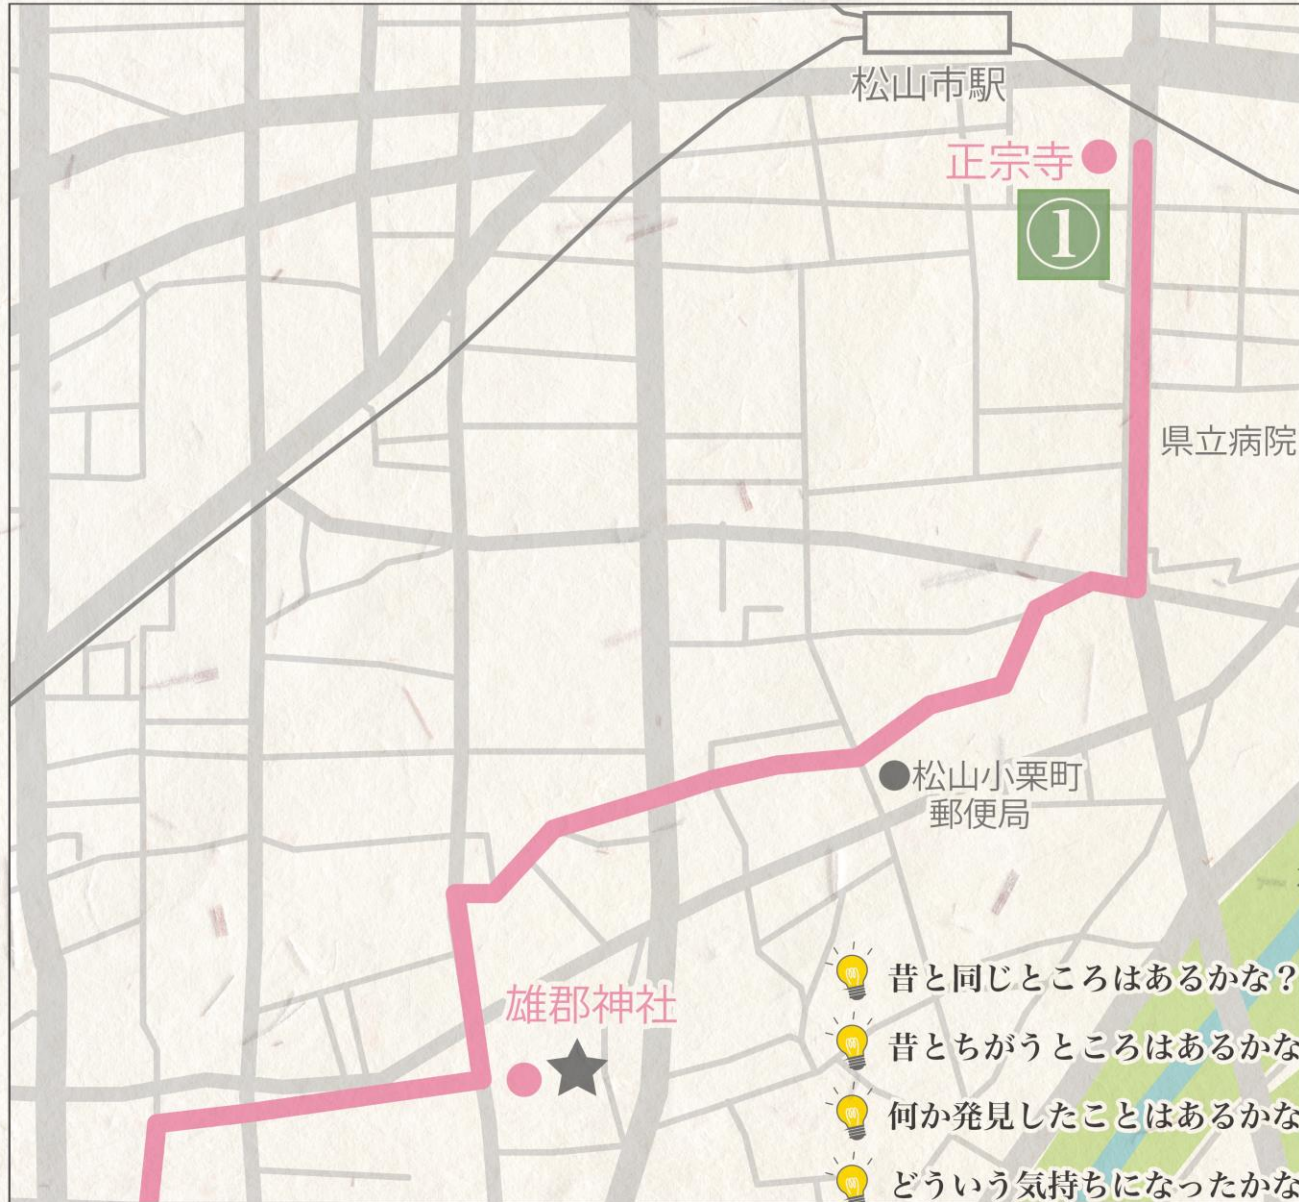 松山市駅
正宗寺
①
県立病院
松山小栗町
郵便局
雄郡神社
昔と同じところはあるかな？
昔とちがうところはあるかな
何か発見したことはあるかな
どういう気持ちになったかな